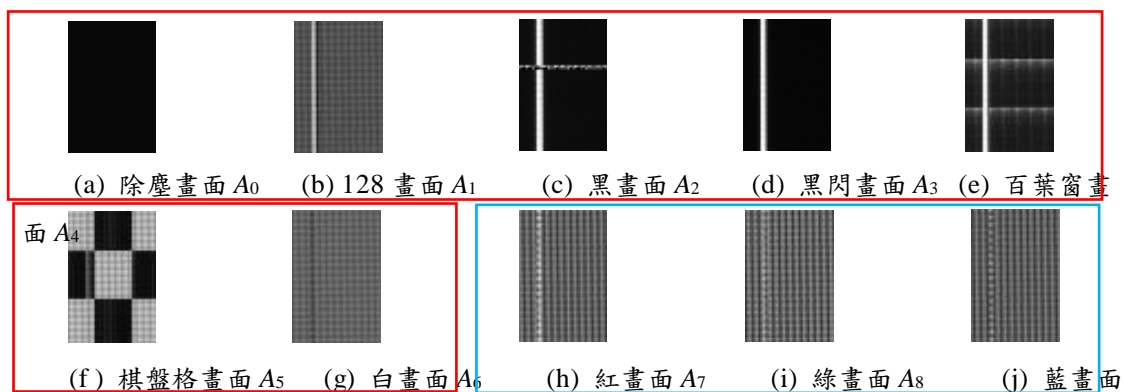 (a) 除塵畫面 A0 (b) 128 畫面 A1 (c) 黑畫面 A2 (d) 黑閃畫面 A3 (e) 百葉窗畫
面 A4
(f) 棋盤格畫面 A5 (g) 白畫面 A6 (h) 紅畫面 A7 (i) 綠畫面 A8 (j) 藍畫面